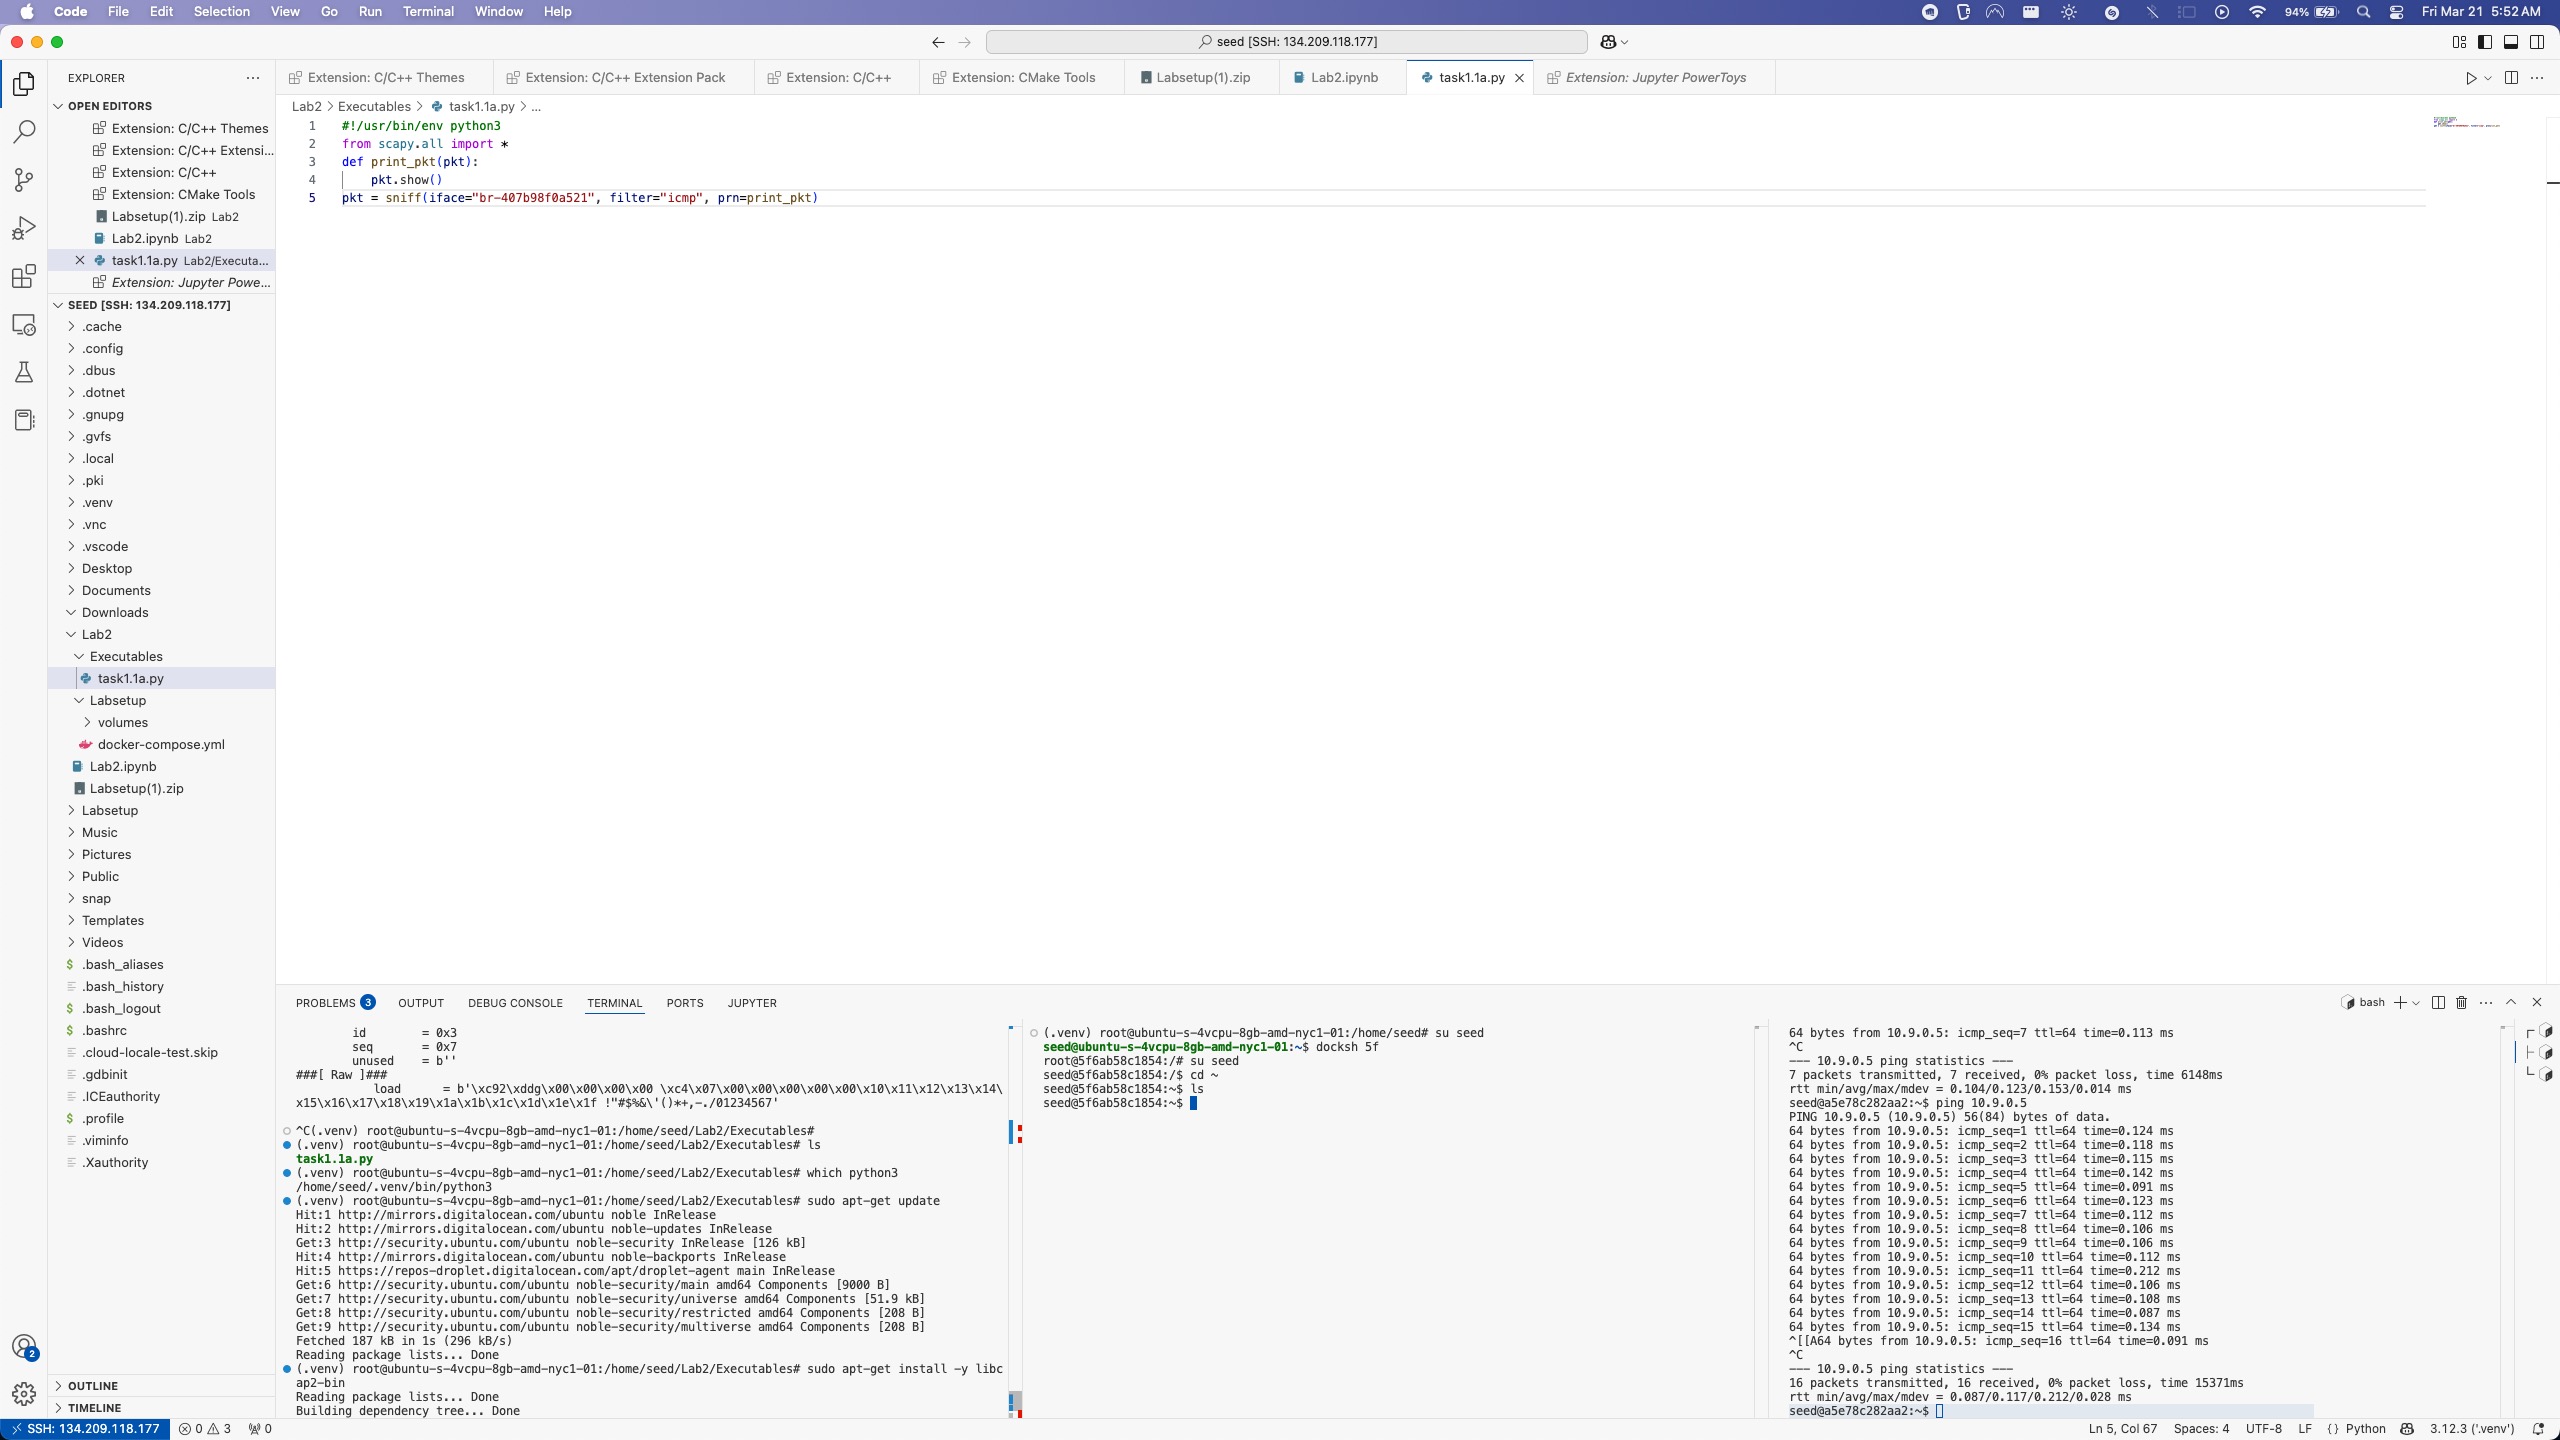 Code File Edit Selection View Go Run Terminal Window Help 94% Fri Mar 21 5:52 AM
seed [SSH: 134.209.118.177]
EXPLORER
OPEN EDITORS
Extension: C/C++ Themes
Extension: C/C++ Extensi...
Extension: C/C++
Extension: CMake Tools
Labsetup(1).zip Lab2
Lab2.ipynb Lab2
task1.1a.py Lab2/Executa...
Extension: Jupyter Powe...
SEED [SSH: 134.209.118.177]
.cache
.config
.dbus
.dotnet
.gnupg
.gvfs
.local
.pki
.venv
.vnc
.vscode
Desktop
Documents
Downloads
Lab2
Executables
task1.1a.py
Labsetup
volumes
docker-compose.yml
Lab2.ipynb
Labsetup(1).zip
Labsetup
Music
Pictures
Public
snap
Templates
Videos
$ .bash_aliases
.bash_history
$ .bash_logout
$ .bashrc
.cloud-locale-test.skip
.gdbinit
.ICEauthority
$ .profile
.viminfo
.Xauthority
OUTLINE
TIMELINE
2
Extension: C/C++ Themes Extension: C/C++ Extension Pack Extension: C/C++ Extension: CMake Tools Labsetup(1).zip Lab2.ipynb task1.1a.py Extension: Jupyter PowerToys
Lab2 > Executables > task1.1a.py > ...
1 #!/usr/bin/env python3
2 from scapy.all import *
3 def print_pkt(pkt):
4 pkt.show()
5 pkt = sniff(iface="br-407b98f0a521", filter="icmp", prn=print_pkt)
PROBLEMS 3 OUTPUT DEBUG CONSOLE TERMINAL PORTS JUPYTER bash
id = 0x3
seq = 0x7
unused = b''
###[ Raw ]###
load = b'\xc92\xddg\x00\x00\x00\x00 \xc4\x07\x00\x00\x00\x00\x00\x10\x11\x12\x13\x14\
x15\x16\x17\x18\x19\x1a\x1b\x1c\x1d\x1e\x1f !"#$%&\'()*+,-./01234567'
^C(.venv) root@ubuntu-s-4vcpu-8gb-amd-nyc1-01:/home/seed/Lab2/Executables#
(.venv) root@ubuntu-s-4vcpu-8gb-amd-nyc1-01:/home/seed/Lab2/Executables# ls
task1.1a.py
(.venv) root@ubuntu-s-4vcpu-8gb-amd-nyc1-01:/home/seed/Lab2/Executables# which python3
/home/seed/.venv/bin/python3
(.venv) root@ubuntu-s-4vcpu-8gb-amd-nyc1-01:/home/seed/Lab2/Executables# sudo apt-get update
Hit:1 http://mirrors.digitalocean.com/ubuntu noble InRelease
Hit:2 http://mirrors.digitalocean.com/ubuntu noble-updates InRelease
Get:3 http://security.ubuntu.com/ubuntu noble-security InRelease [126 kB]
Hit:4 http://mirrors.digitalocean.com/ubuntu noble-backports InRelease
Hit:5 https://repos-droplet.digitalocean.com/apt/droplet-agent main InRelease
Get:6 http://security.ubuntu.com/ubuntu noble-security/main amd64 Components [9000 B]
Get:7 http://security.ubuntu.com/ubuntu noble-security/universe amd64 Components [51.9 kB]
Get:8 http://security.ubuntu.com/ubuntu noble-security/restricted amd64 Components [208 B]
Get:9 http://security.ubuntu.com/ubuntu noble-security/multiverse amd64 Components [208 B]
Fetched 187 kB in 1s (296 kB/s)
Reading package lists... Done
(.venv) root@ubuntu-s-4vcpu-8gb-amd-nyc1-01:/home/seed/Lab2/Executables# sudo apt-get install -y libc
ap2-bin
Reading package lists... Done
Building dependency tree... Done
(.venv) root@ubuntu-s-4vcpu-8gb-amd-nyc1-01:/home/seed# su seed
seed@ubuntu-s-4vcpu-8gb-amd-nyc1-01:~$ docksh 5f
root@5f6ab58c1854:/# su seed
seed@5f6ab58c1854:/$ cd ~
seed@5f6ab58c1854:~$ ls
seed@5f6ab58c1854:~$
64 bytes from 10.9.0.5: icmp_seq=7 ttl=64 time=0.113 ms
^C
--- 10.9.0.5 ping statistics ---
7 packets transmitted, 7 received, 0% packet loss, time 6148ms
rtt min/avg/max/mdev = 0.104/0.123/0.153/0.014 ms
seed@a5e78c282aa2:~$ ping 10.9.0.5
PING 10.9.0.5 (10.9.0.5) 56(84) bytes of data.
64 bytes from 10.9.0.5: icmp_seq=1 ttl=64 time=0.124 ms
64 bytes from 10.9.0.5: icmp_seq=2 ttl=64 time=0.118 ms
64 bytes from 10.9.0.5: icmp_seq=3 ttl=64 time=0.115 ms
64 bytes from 10.9.0.5: icmp_seq=4 ttl=64 time=0.142 ms
64 bytes from 10.9.0.5: icmp_seq=5 ttl=64 time=0.091 ms
64 bytes from 10.9.0.5: icmp_seq=6 ttl=64 time=0.123 ms
64 bytes from 10.9.0.5: icmp_seq=7 ttl=64 time=0.112 ms
64 bytes from 10.9.0.5: icmp_seq=8 ttl=64 time=0.106 ms
64 bytes from 10.9.0.5: icmp_seq=9 ttl=64 time=0.106 ms
64 bytes from 10.9.0.5: icmp_seq=10 ttl=64 time=0.112 ms
64 bytes from 10.9.0.5: icmp_seq=11 ttl=64 time=0.212 ms
64 bytes from 10.9.0.5: icmp_seq=12 ttl=64 time=0.106 ms
64 bytes from 10.9.0.5: icmp_seq=13 ttl=64 time=0.108 ms
64 bytes from 10.9.0.5: icmp_seq=14 ttl=64 time=0.087 ms
64 bytes from 10.9.0.5: icmp_seq=15 ttl=64 time=0.134 ms
^[[A64 bytes from 10.9.0.5: icmp_seq=16 ttl=64 time=0.091 ms
^C
--- 10.9.0.5 ping statistics ---
16 packets transmitted, 16 received, 0% packet loss, time 15371ms
rtt min/avg/max/mdev = 0.087/0.117/0.212/0.028 ms
seed@a5e78c282aa2:~$
SSH: 134.209.118.177 0 3 0 Ln 5, Col 67 Spaces: 4 UTF-8 LF {} Python 3.12.3 ('.venv')